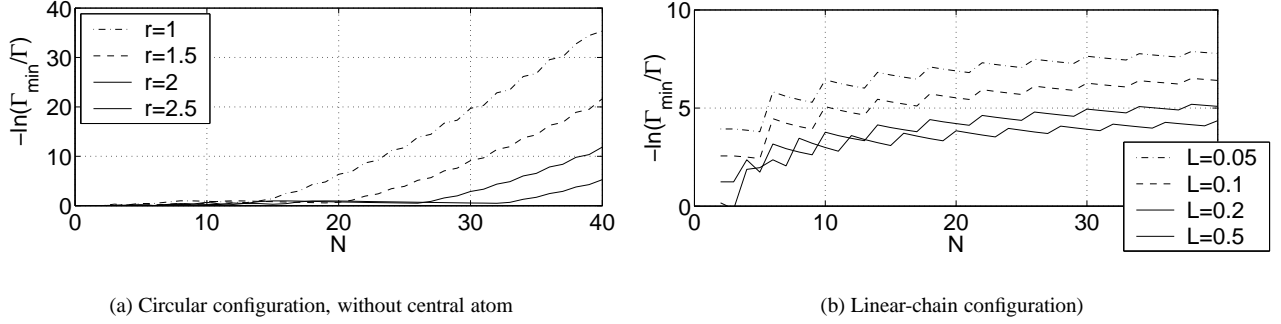 40
30
20
10
0
−ln(Γmin/Γ)
r=1
r=1.5
r=2
r=2.5
0 10 20 30 40
N
(a) Circular configuration, without central atom
10
5
0
−ln(Γmin/Γ)
0 10 20 30
N
L=0.05
L=0.1
L=0.2
L=0.5
(b) Linear-chain configuration)